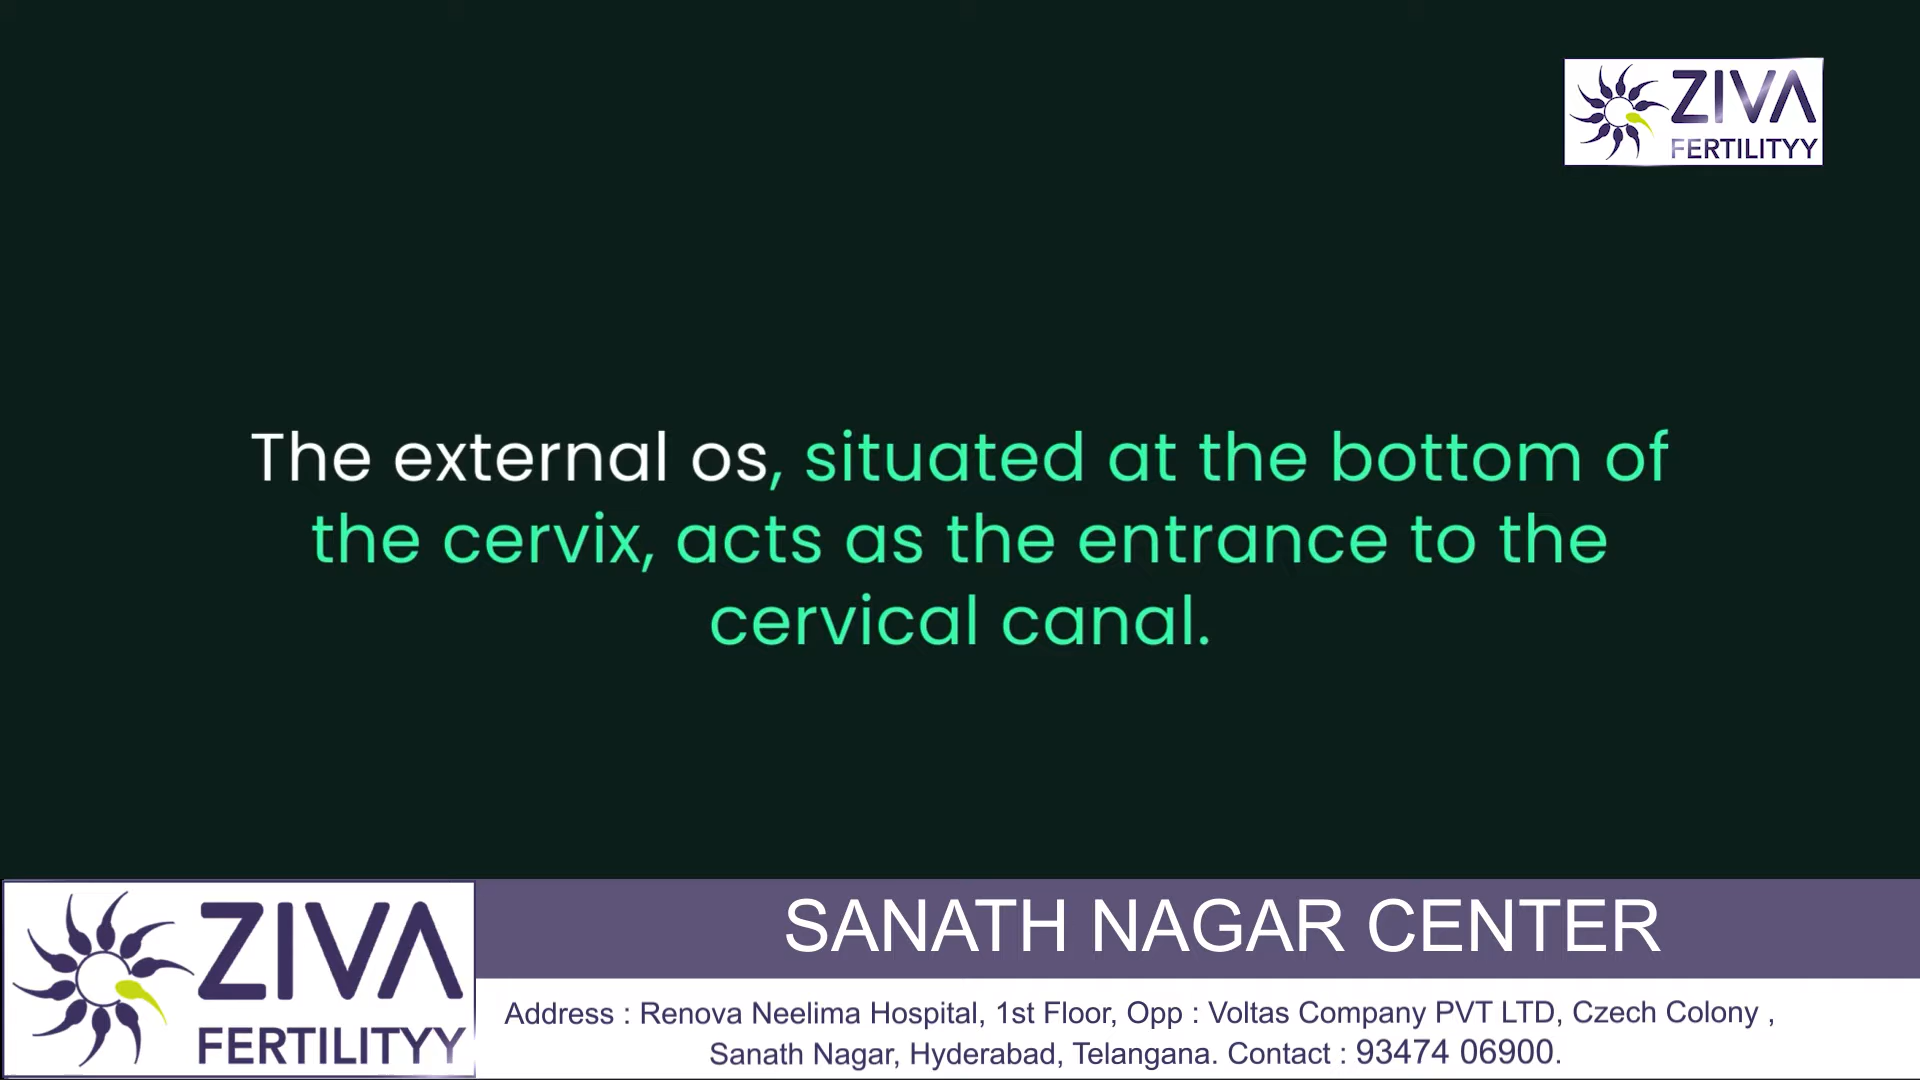 ZIVA
FERTILITYY
The external os, situated at the bottom of
the cervix, acts as the entrance to the
cervical canal.
ZIVA
FERTILITYY
SANATH NAGAR CENTER
Address : Renova Neelima Hospital, 1st Floor, Opp : Voltas Company PVT LTD, Czech Colony ,
Sanath Nagar, Hyderabad, Telangana. Contact : 93474 06900.